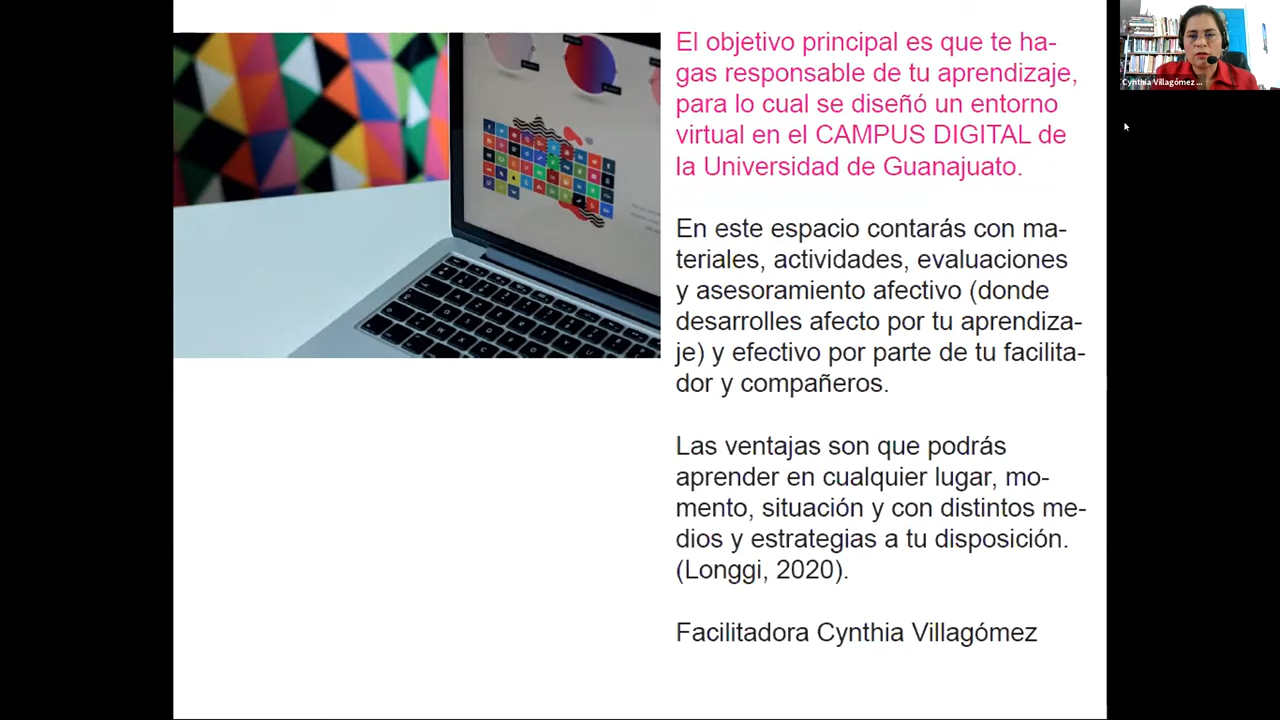 El objetivo principal es que te ha-
gas responsable de tu aprendizaje,
para lo cual se diseñó un entorno
virtual en el CAMPUS DIGITAL de
la Universidad de Guanajuato.
En este espacio contarás con ma-
teriales, actividades, evaluaciones
y asesoramiento afectivo (donde
desarrolles afecto por tu aprendiza-
je) y efectivo por parte de tu facilita-
dor y compañeros.
Las ventajas son que podrás
aprender en cualquier lugar, mo-
mento, situación y con distintos me-
dios y estrategias a tu disposición.
(Longgi, 2020).
Facilitadora Cynthia Villagómez
Cynthia Villagómez ...